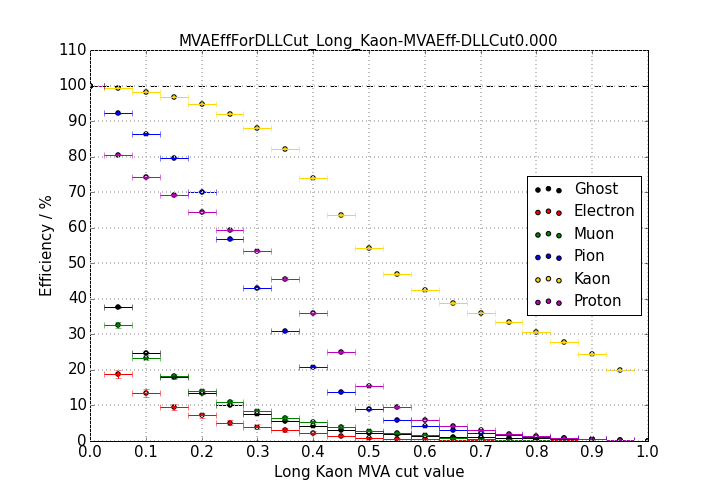 MVAEffForDLLCut_Long_Kaon-MVAEff-DLLCut0.000
110
100
90
80
70
60
50
40
30
20
10
0
Efficiency / %
Ghost
Electron
Muon
Pion
Kaon
Proton
0.0 0.1 0.2 0.3 0.4 0.5 0.6 0.7 0.8 0.9 1.0
Long Kaon MVA cut value